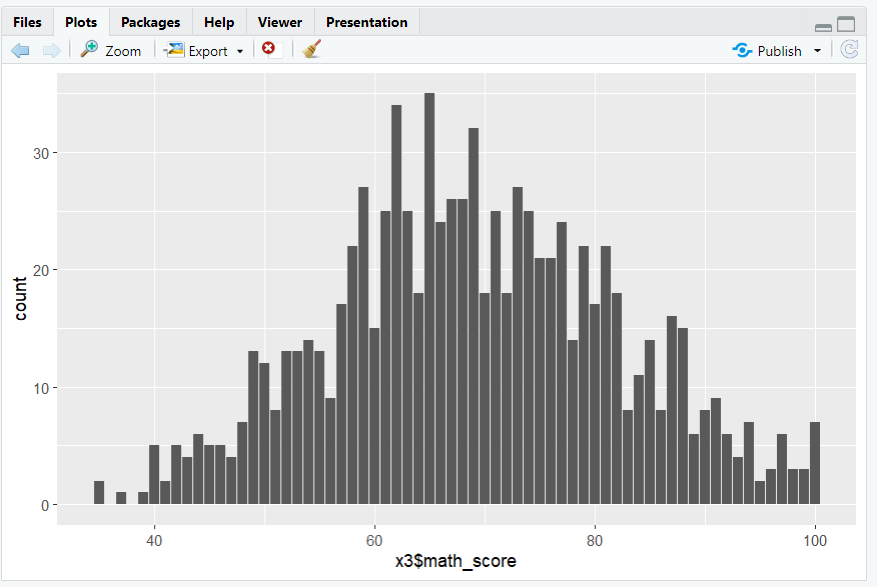 Files Plots Packages Help Viewer Presentation
Zoom Export Publish
30
20
10
0
count
40 60 80 100
x3$math_score